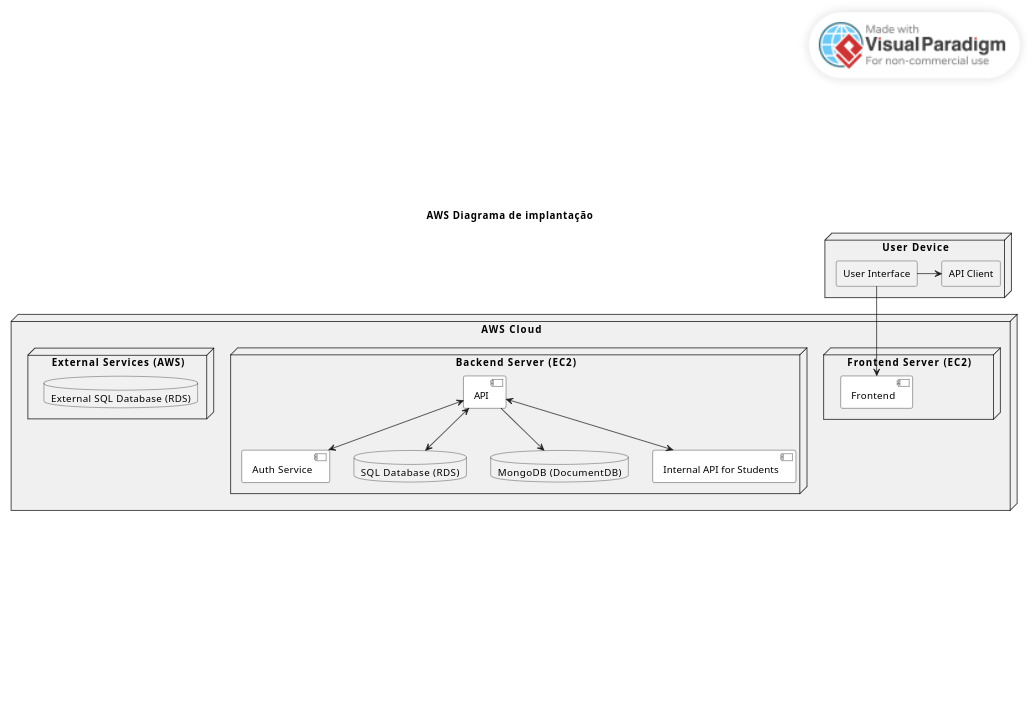 Made with
Visual Paradigm
For non-commercial use
AWS Diagrama de implantação
User Device
User Interface
API Client
AWS Cloud
External Services (AWS)
External SQL Database (RDS)
Backend Server (EC2)
API
Auth Service
SQL Database (RDS)
MongoDB (DocumentDB)
Internal API for Students
Frontend Server (EC2)
Frontend